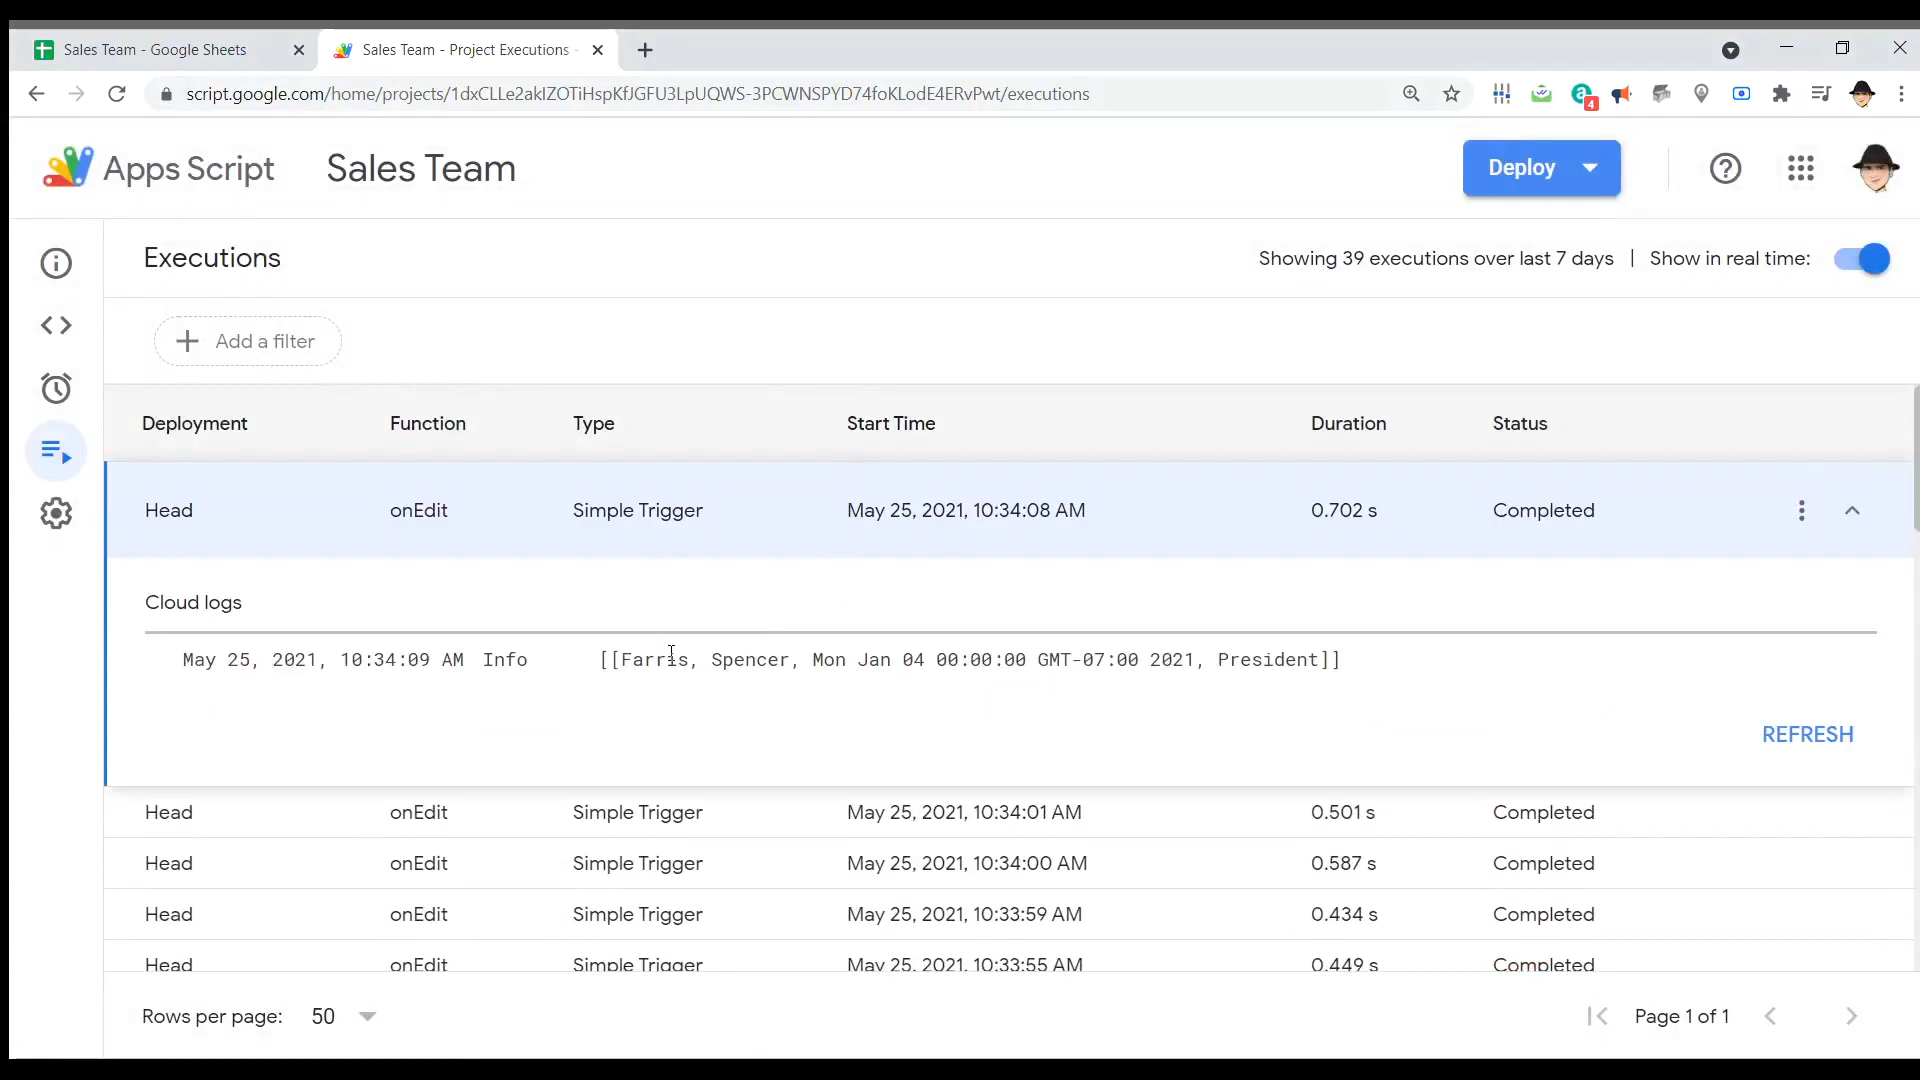 Sales Team - Google Sheets
Sales Team - Project Executions -
script.google.com/home/projects/1dxCLLe2aklZOTiHspKfJGFU3LpUQWS-3PCWNSPYD74foKLodE4ERvPwt/executions
4
Apps Script
Sales Team
Deploy
Executions
Showing 39 executions over last 7 days | Show in real time:
Add a filter
Deployment Function Type Start Time Duration Status
Head onEdit Simple Trigger May 25, 2021, 10:34:08 AM 0.702 s Completed
Cloud logs
May 25, 2021, 10:34:09 AM Info [[Farris, Spencer, Mon Jan 04 00:00:00 GMT-07:00 2021, President]]
REFRESH
Head onEdit Simple Trigger May 25, 2021, 10:34:01 AM 0.501 s Completed
Head onEdit Simple Trigger May 25, 2021, 10:34:00 AM 0.587 s Completed
Head onEdit Simple Trigger May 25, 2021, 10:33:59 AM 0.434 s Completed
Head onEdit Simple Trigger May 25, 2021, 10:33:55 AM 0.449 s Completed
Rows per page: 50
Page 1 of 1